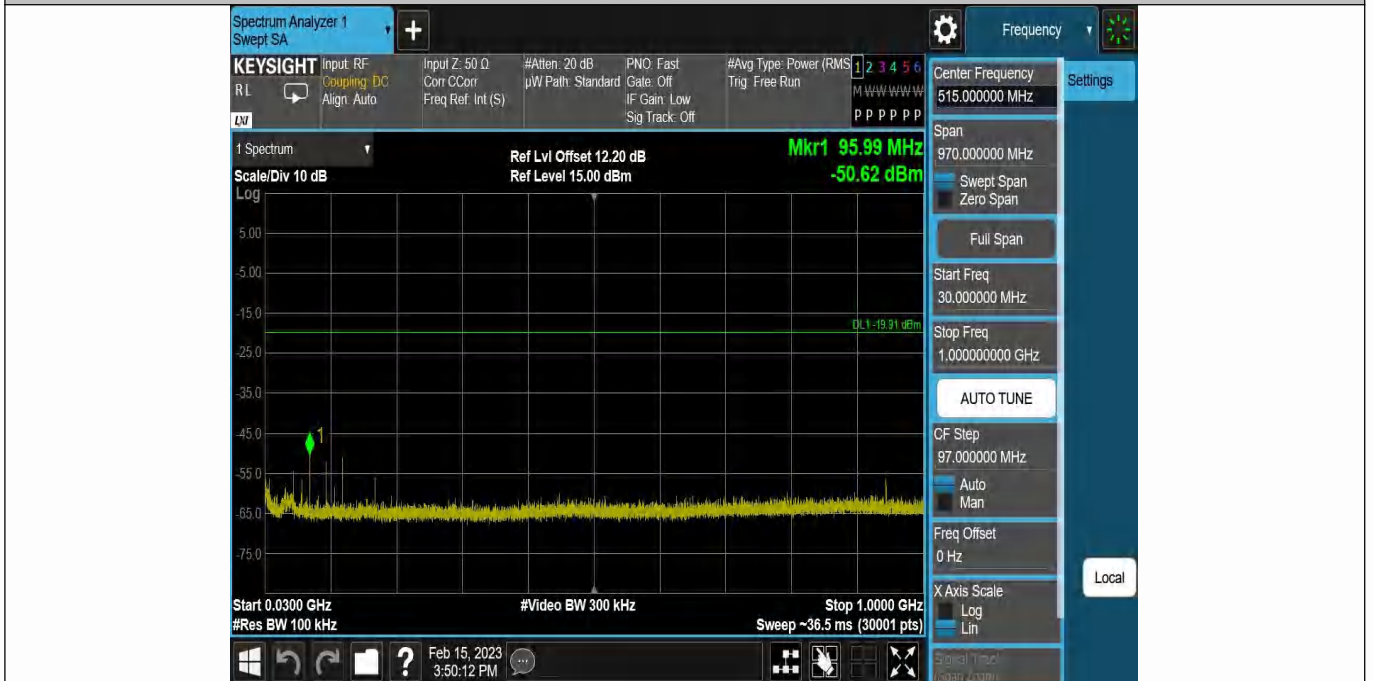 Spectrum Analyzer 1
Swept SA
+
Frequency
KEYSIGHT
RL
LXI
Input: RF
Coupling: DC
Align: Auto
Input Z: 50 Ω
Corr CCorr
Freq Ref: Int (S)
#Atten: 20 dB
µW Path: Standard
PNO: Fast
Gate: Off
IF Gain: Low
Sig Track: Off
#Avg Type: Power (RMS
Trig: Free Run
1 2 3 4 5 6
M W W W W W
P P P P P P
Center Frequency
515.000000 MHz
Settings
1 Spectrum
Scale/Div 10 dB
Ref Lvl Offset 12.20 dB
Ref Level 15.00 dBm
Mkr1 95.99 MHz
-50.62 dBm
Span
970.000000 MHz
Swept Span
Zero Span
Full Span
Start Freq
30.000000 MHz
Stop Freq
1.000000000 GHz
AUTO TUNE
CF Step
97.000000 MHz
Auto
Man
Freq Offset
0 Hz
X Axis Scale
Log
Lin
Local
Log
5.00
-5.00
-15.0
DL1 -19.91 dBm
-25.0
-35.0
-45.0
1
-55.0
-65.0
-75.0
Start 0.0300 GHz
#Res BW 100 kHz
#Video BW 300 kHz
Stop 1.0000 GHz
Sweep ~36.5 ms (30001 pts)
?
Feb 15, 2023
3:50:12 PM
Signal Track
(Span Zoom)